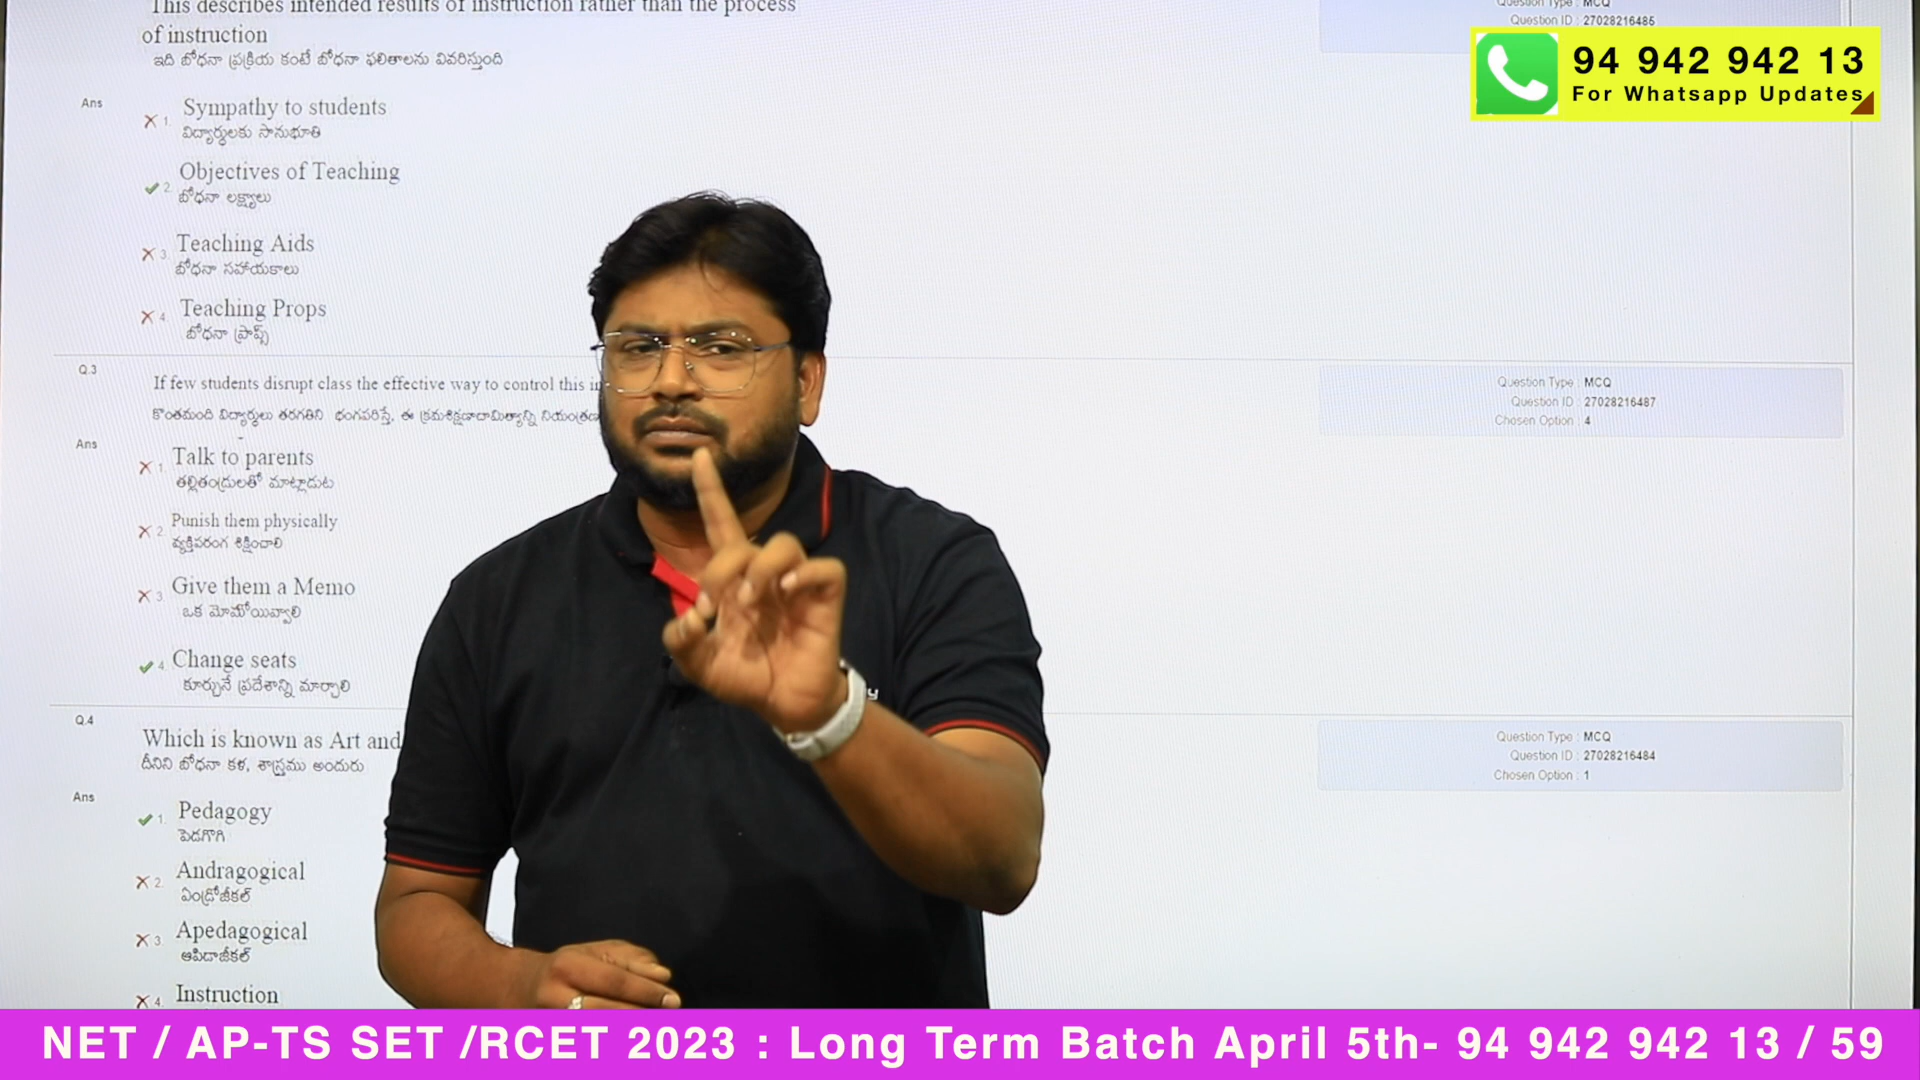 This describes intended results of instruction rather than the process
of instruction
ఇది బోధనా ప్రక్రియ కంటే బోధనా ఫలితాలను వివరిస్తుంది
Question Type : MCQ
Question ID : 27028216485
94 942 942 13
For Whatsapp Updates
Ans
1. Sympathy to students
విద్యార్థులకు సానుభూతి
2. Objectives of Teaching
బోధనా లక్ష్యాలు
3. Teaching Aids
బోధనా సహాయకాలు
4. Teaching Props
బోధనా ప్రాప్స్
Q.3
If few students disrupt class the effective way to control this in
కొంతమంది విద్యార్థులు తరగతిని భంగపరిస్తే, ఈ
Question Type : MCQ
Question ID : 27028216487
Chosen Option : 4
Ans
1. Talk to parents
తల్లితండ్రులతో మాట్లాడుట
2. Punish them physically
వ్యక్తిపరంగ శిక్షించాలి
3. Give them a Memo
ఒక మోమోయివ్వాలి
4. Change seats
కూర్చునే ప్రదేశాన్ని మార్చాలి
Q.4
Which is known as Art and
దీనిని బోధనా కళ, శాస్త్రము అందురు
Question Type : MCQ
Question ID : 27028216484
Chosen Option : 1
Ans
1. Pedagogy
పెడగొగి
2. Andragogical
ఏండ్రోజీకల్
3. Apedagogical
ఆపిదాజీకల్
4. Instruction
NET / AP-TS SET /RCET 2023 : Long Term Batch April 5th- 94 942 942 13 / 59